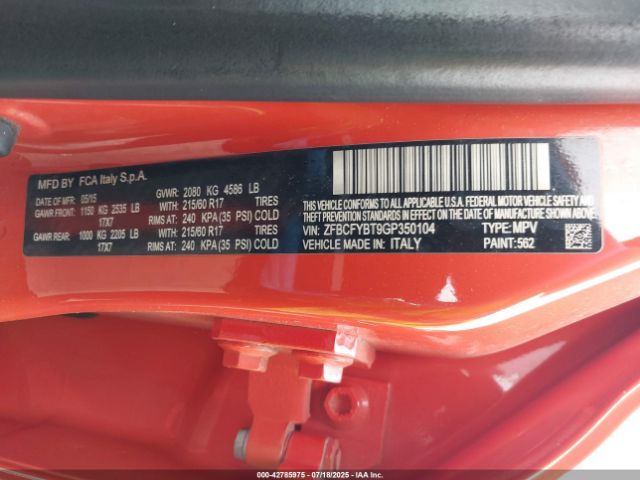 MFD BY FCA Italy S.p.A.
DATE OF MFR: 05/15 GVWR: 2080 KG 4586 LB
GAWR FRONT: 1150 KG 2535 LB WITH: 215/60 R17 TIRES
17X7 RIMS AT: 240 KPA (35 PSI) COLD
GAWR REAR: 1000 KG 2205 LB WITH: 215/60 R17 TIRES
17X7 RIMS AT: 240 KPA (35 PSI) COLD
THIS VEHICLE CONFORMS TO ALL APPLICABLE U.S.A. FEDERAL MOTOR VEHICLE
SAFETY, BUMPER AND THEFT PREVENTION STANDARDS IN EFFECT ON THE DATE OF MANUFACTURE SHOWN ABOVE.
VIN: ZFBCFYBT9GP350104 TYPE: MPV
VEHICLE MADE IN: ITALY PAINT: 562
000-42785975 | 07/18/2025 | IAA Inc.